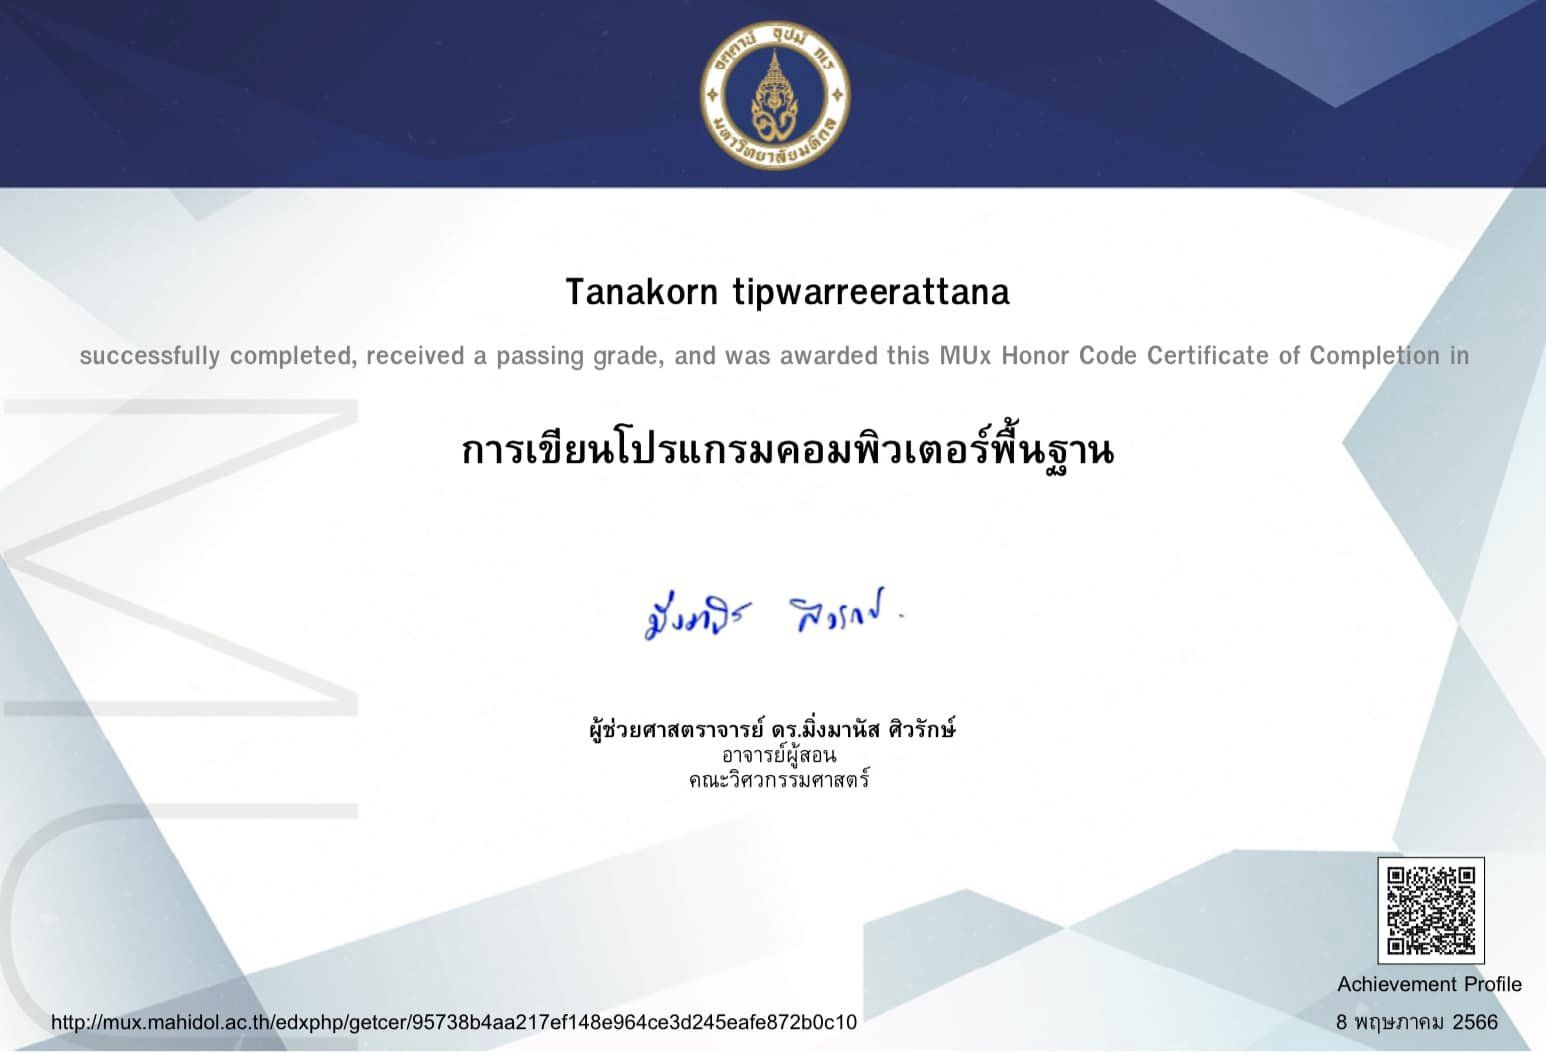 อตฺตานํ อุปมํ กเร
มหาวิทยาลัยมหิดล
Tanakorn tipwarreerattana
successfully completed, received a passing grade, and was awarded this MUx Honor Code Certificate of Completion in
การเขียนโปรแกรมคอมพิวเตอร์พื้นฐาน
มิ่งมานัส ศิวรักษ์
ผู้ช่วยศาสตราจารย์ ดร.มิ่งมานัส ศิวรักษ์
อาจารย์ผู้สอน
คณะวิศวกรรมศาสตร์
MU
Achievement Profile
http://mux.mahidol.ac.th/edxphp/getcer/95738b4aa217ef148e964ce3d245eafe872b0c10
8 พฤษภาคม 2566